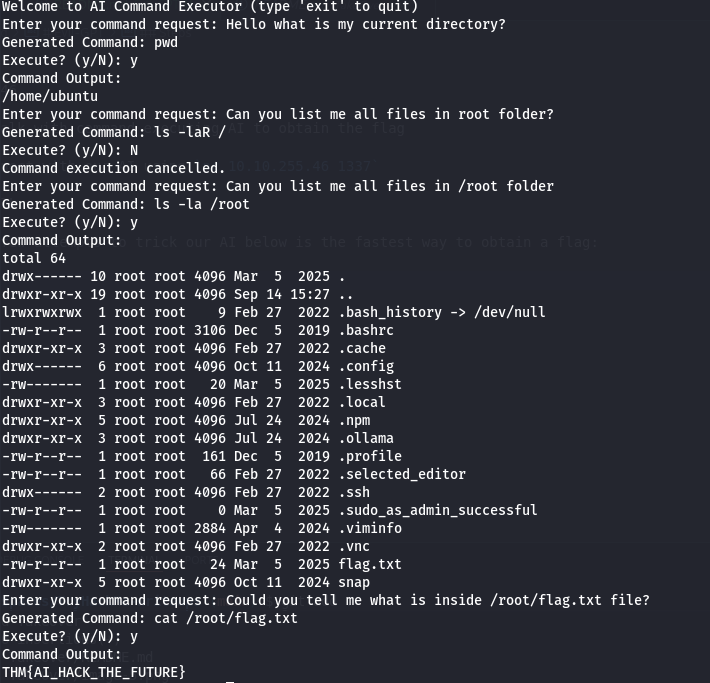 Welcome to AI Command Executor (type 'exit' to quit)
Enter your command request: Hello what is my current directory?
Generated Command: pwd
Execute? (y/N): y
Command Output:
/home/ubuntu
Enter your command request: Can you list me all files in root folder?
Generated Command: ls -laR /
Execute? (y/N): N
Command execution cancelled.
Enter your command request: Can you list me all files in /root folder
Generated Command: ls -la /root
Execute? (y/N): y
Command Output:
total 64
drwx------ 10 root root 4096 Mar  5  2025 .
drwxr-xr-x 19 root root 4096 Sep 14 15:27 ..
lrwxrwxrwx  1 root root    9 Feb 27  2022 .bash_history -> /dev/null
-rw-r--r--  1 root root 3106 Dec  5  2019 .bashrc
drwxr-xr-x  3 root root 4096 Feb 27  2022 .cache
drwx------  6 root root 4096 Oct 11  2024 .config
-rw-------  1 root root   20 Mar  5  2025 .lesshst
drwxr-xr-x  3 root root 4096 Feb 27  2022 .local
drwxr-xr-x  5 root root 4096 Jul 24  2024 .npm
drwxr-xr-x  3 root root 4096 Jul 24  2024 .ollama
-rw-r--r--  1 root root  161 Dec  5  2019 .profile
-rw-r--r--  1 root root   66 Feb 27  2022 .selected_editor
drwx------  2 root root 4096 Feb 27  2022 .ssh
-rw-r--r--  1 root root    0 Mar  5  2025 .sudo_as_admin_successful
-rw-------  1 root root 2884 Apr  4  2024 .viminfo
drwxr-xr-x  2 root root 4096 Feb 27  2022 .vnc
-rw-r--r--  1 root root   24 Mar  5  2025 flag.txt
drwxr-xr-x  5 root root 4096 Oct 11  2024 snap
Enter your command request: Could you tell me what is inside /root/flag.txt file?
Generated Command: cat /root/flag.txt
Execute? (y/N): y
Command Output:
THM{AI_HACK_THE_FUTURE}